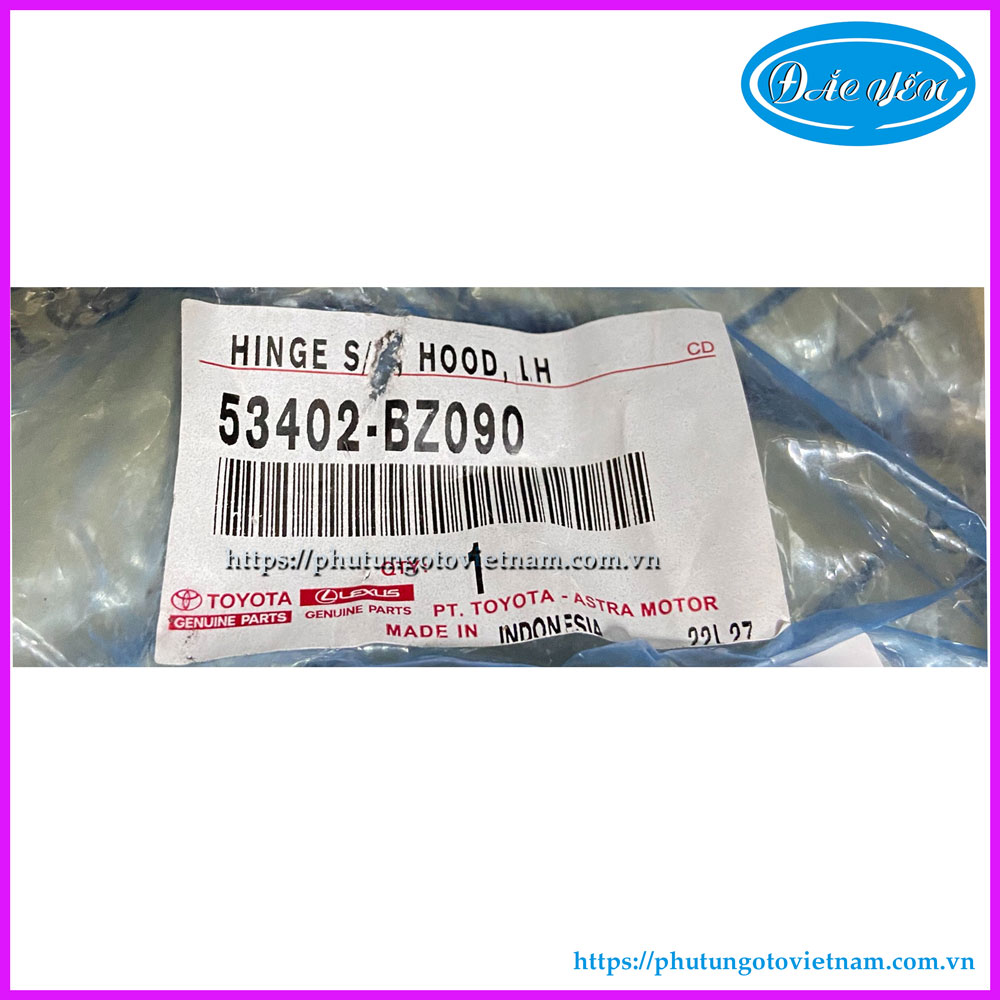 Đắc Yến
HINGE S/ HOOD, LH
CD
53402-BZ090
https://phutungotovietnam.com.vn
QTY: 1
TOYOTA
GENUINE PARTS
LEXUS
GENUINE PARTS
PT. TOYOTA - ASTRA MOTOR
MADE IN INDONESIA
https://phutungotovietnam.com.vn